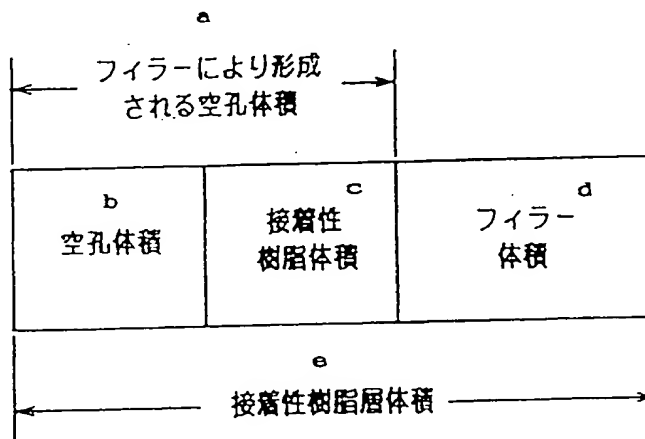 a
フィラーにより形成
される空孔体積
b
空孔体積
c
接着性
樹脂体積
d
フィラー
体積
e
接着性樹脂層体積